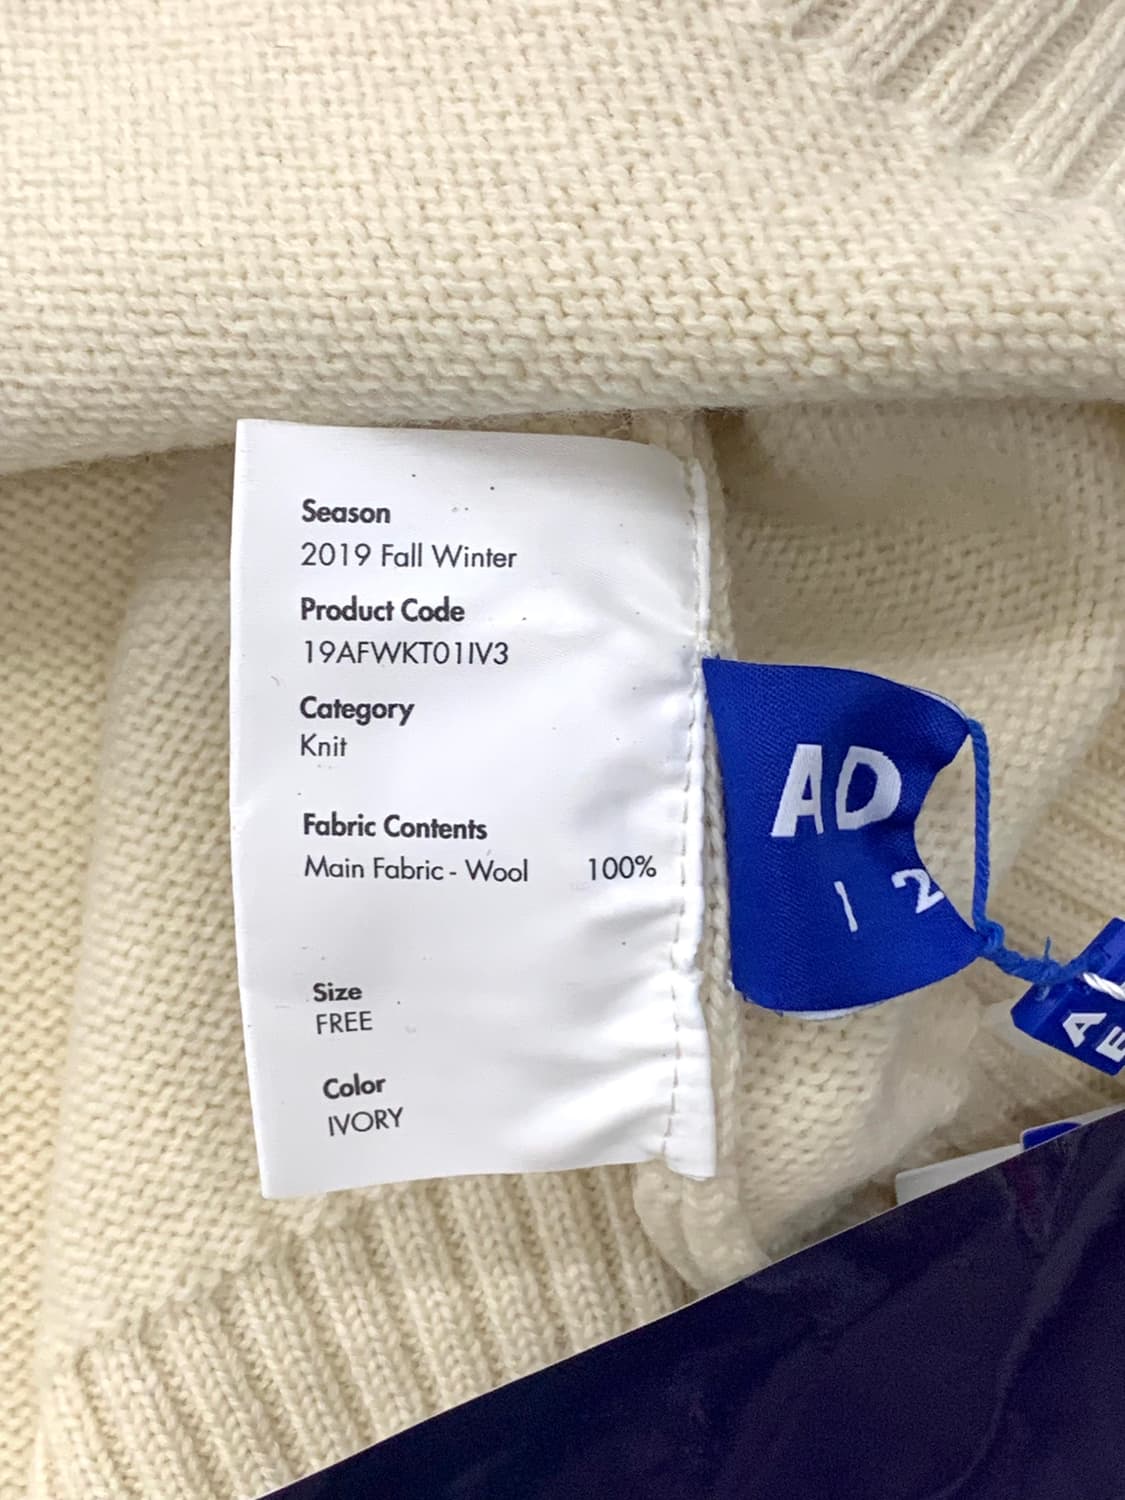 Season
2019 Fall Winter
Product Code
19AFWKT01IV3
Category
Knit
Fabric Contents
Main Fabric - Wool 100%
Size
FREE
Color
IVORY
AD
1 2
A
E